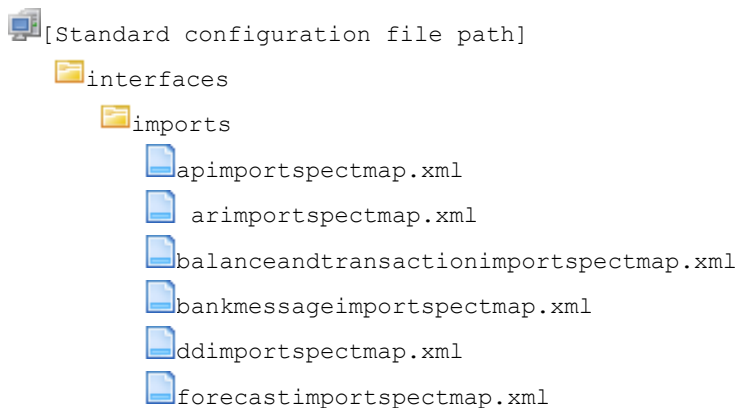 [Standard configuration file path]
interfaces
imports
apimportspectmap.xml
arimportspectmap.xml
balanceandtransactionimportspectmap.xml
bankmessageimportspectmap.xml
ddimportspectmap.xml
forecastimportspectmap.xml